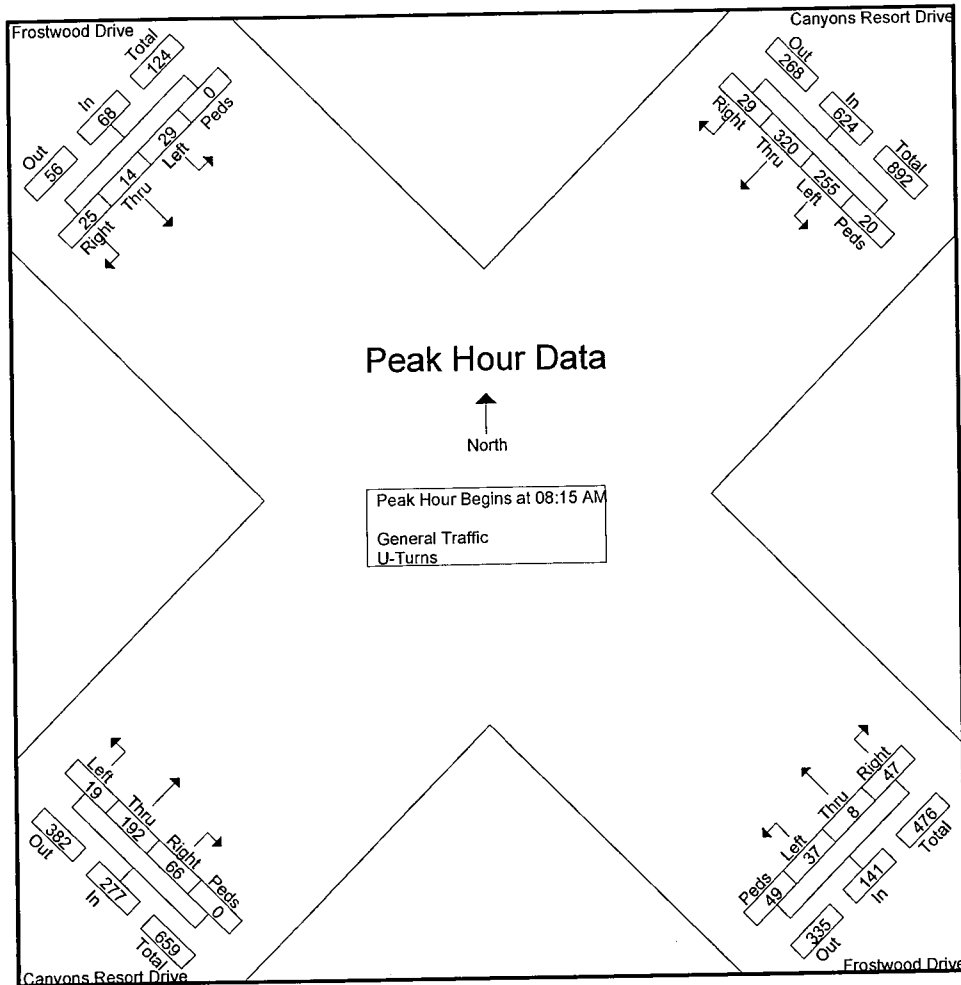 Frostwood Drive
Total
124
In
68
Out
56
0
29
14
25
Peds
Left
Thru
Right
Canyons Resort Drive
Out
268
In
624
Total
892
29
320
255
20
Right
Thru
Left
Peds
Peak Hour Data
North
Peak Hour Begins at 08:15 AM
General Traffic
U-Turns
Left
Thru
Right
Peds
19
192
66
0
382
Out
277
In
659
Total
Canyons Resort Drive
Right
Thru
Left
Peds
47
8
37
49
476
Total
141
In
335
Out
Frostwood Drive